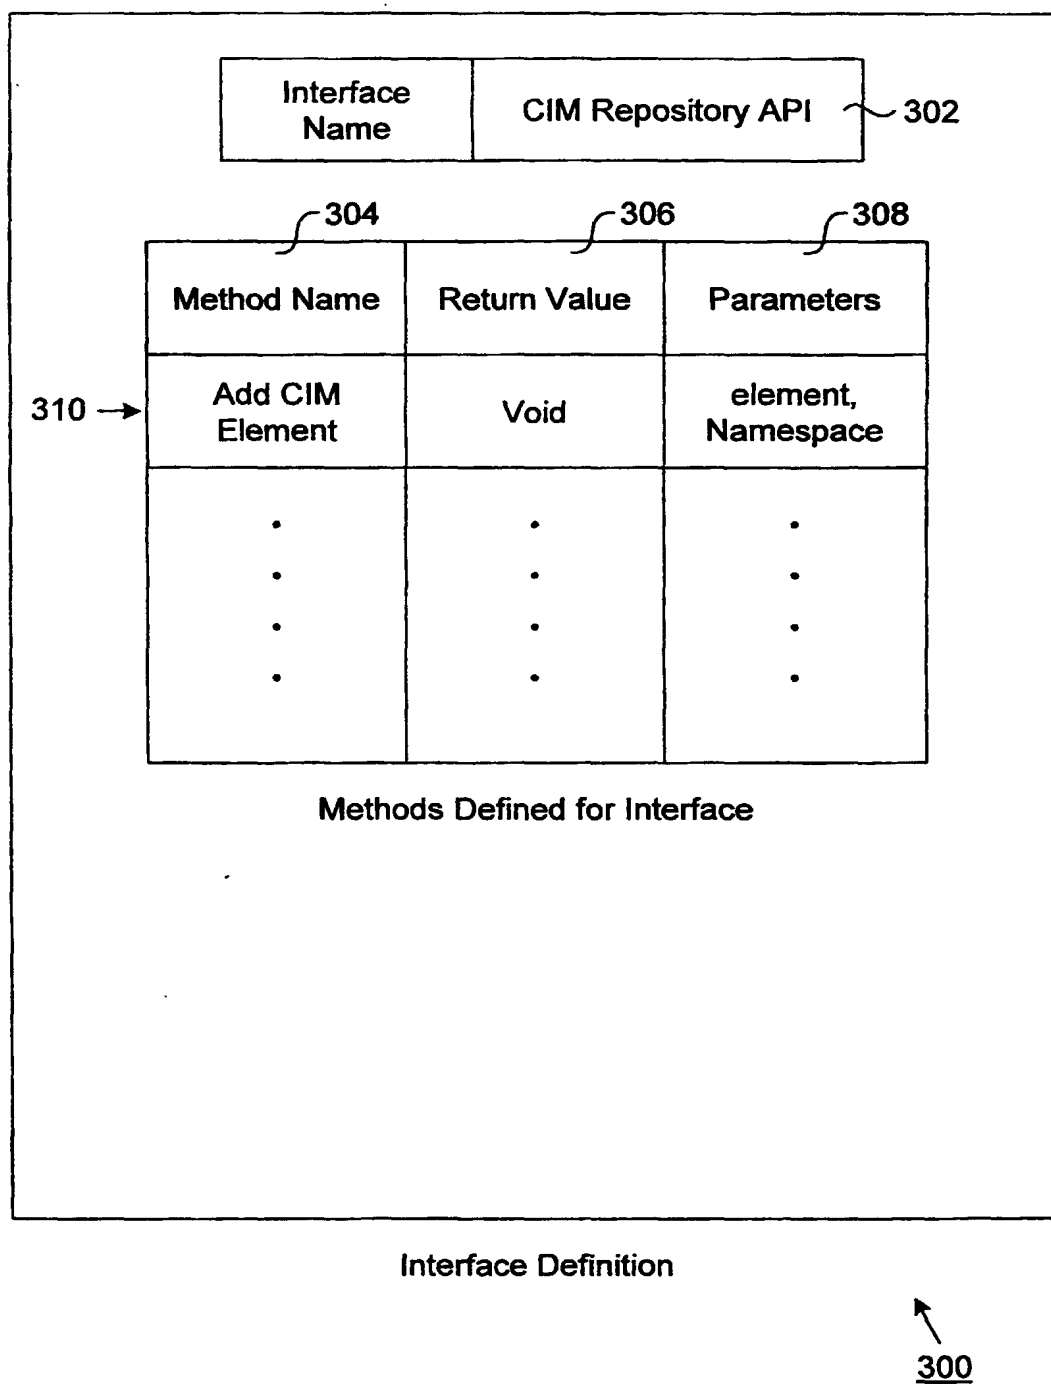 Interface
Name
CIM Repository API
302
304
306
308
Method Name
Return Value
Parameters
310
Add CIM
Element
Void
element,
Namespace
Methods Defined for Interface
Interface Definition
300